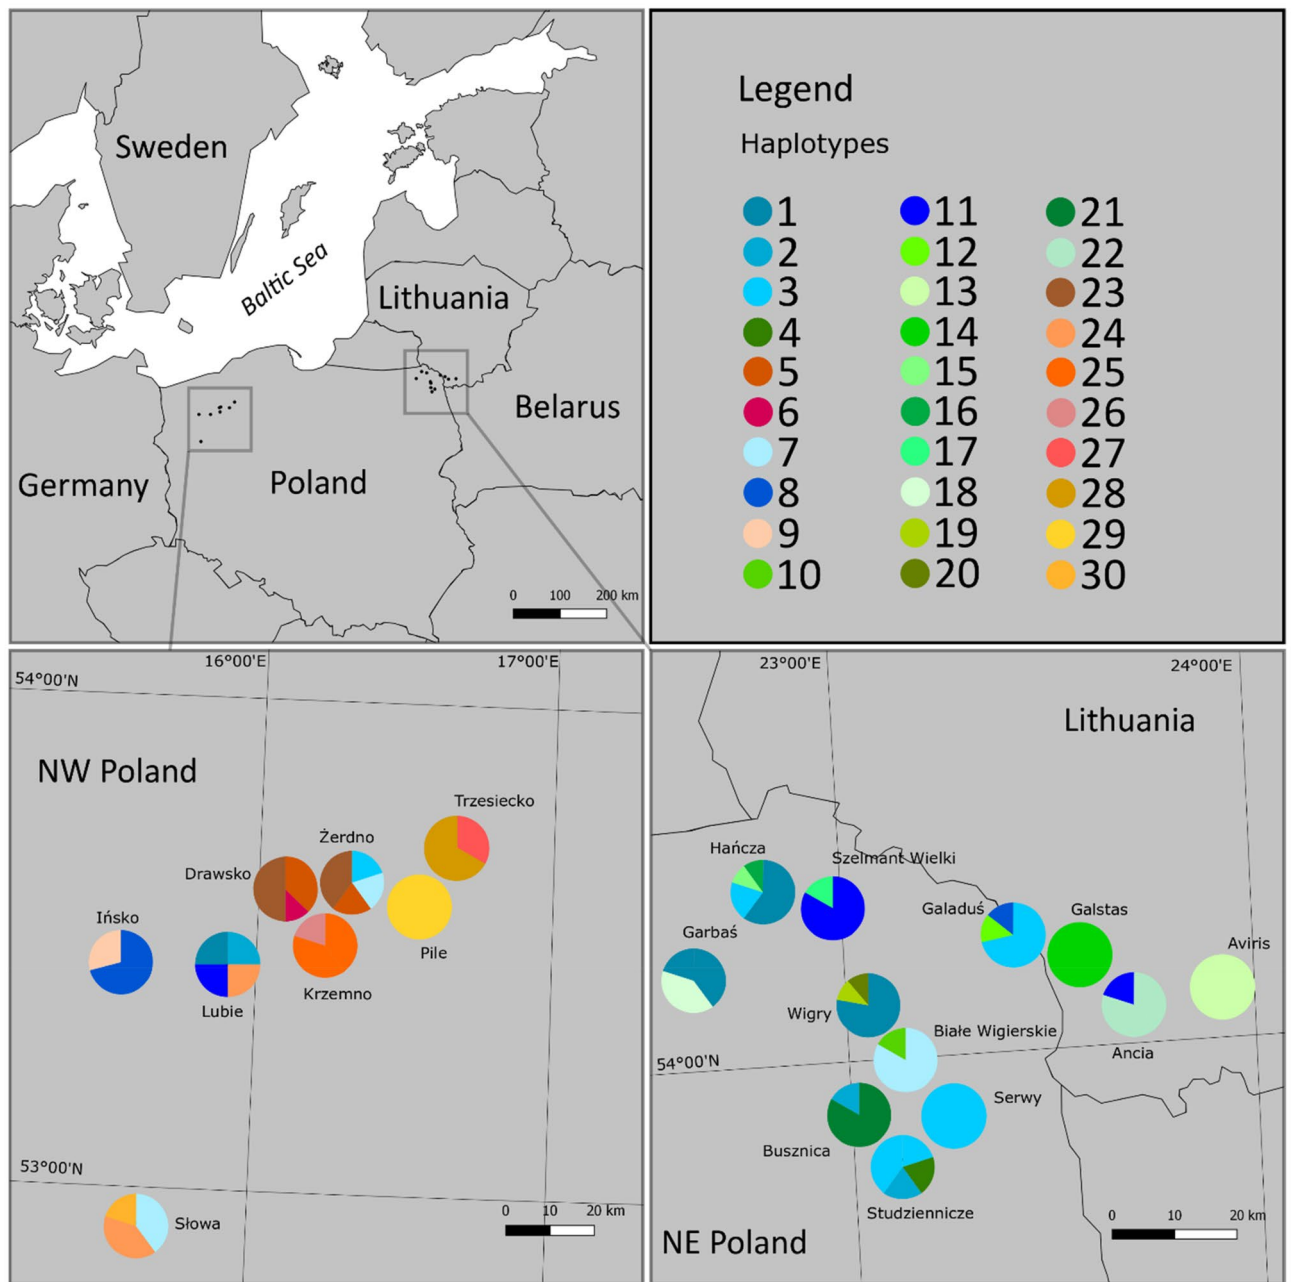 Sweden
Baltic Sea
Lithuania
Belarus
Germany
Poland
0 100 200 km
Legend
Haplotypes
1 11 21
2 12 22
3 13 23
4 14 24
5 15 25
6 16 26
7 17 27
8 18 28
9 19 29
10 20 30
16°00'E 17°00'E
54°00'N
NW Poland
Trzesiecko
Żerdno
Drawsko
Ińsko
Pile
Krzemno
Lubie
53°00'N
Słowa
0 10 20 km
23°00'E 24°00'E
Lithuania
Hańcza
Szelmant Wielki
Galaduś
Galstas
Garbaś
Aviris
Wigry
Białe Wigierskie
Ancia
54°00'N
Serwy
Busznica
Studziennicze
0 10 20 km
NE Poland